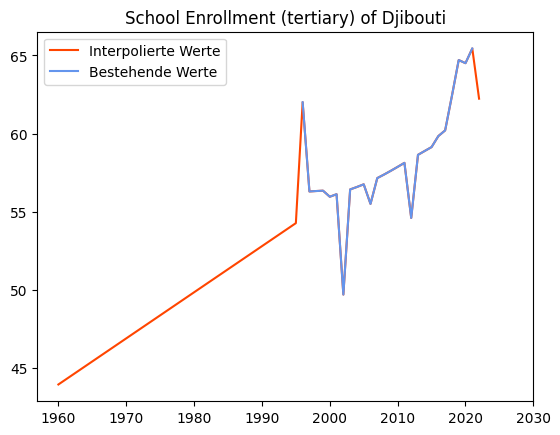 School Enrollment (tertiary) of Djibouti
Interpolierte Werte
Bestehende Werte
65
60
55
50
45
1960 1970 1980 1990 2000 2010 2020 2030